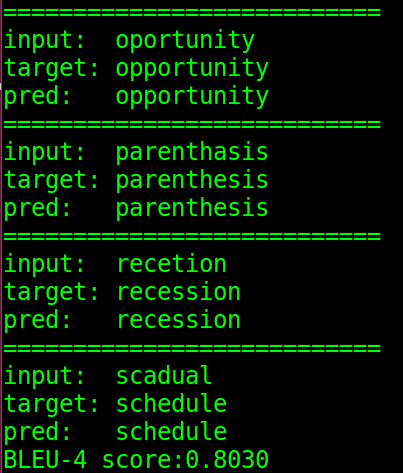 ===========================
input:  oportunity
target: opportunity
pred:   opportunity
===========================
input:  parenthasis
target: parenthesis
pred:   parenthesis
===========================
input:  recetion
target: recession
pred:   recession
===========================
input:  scadual
target: schedule
pred:   schedule
BLEU-4 score:0.8030